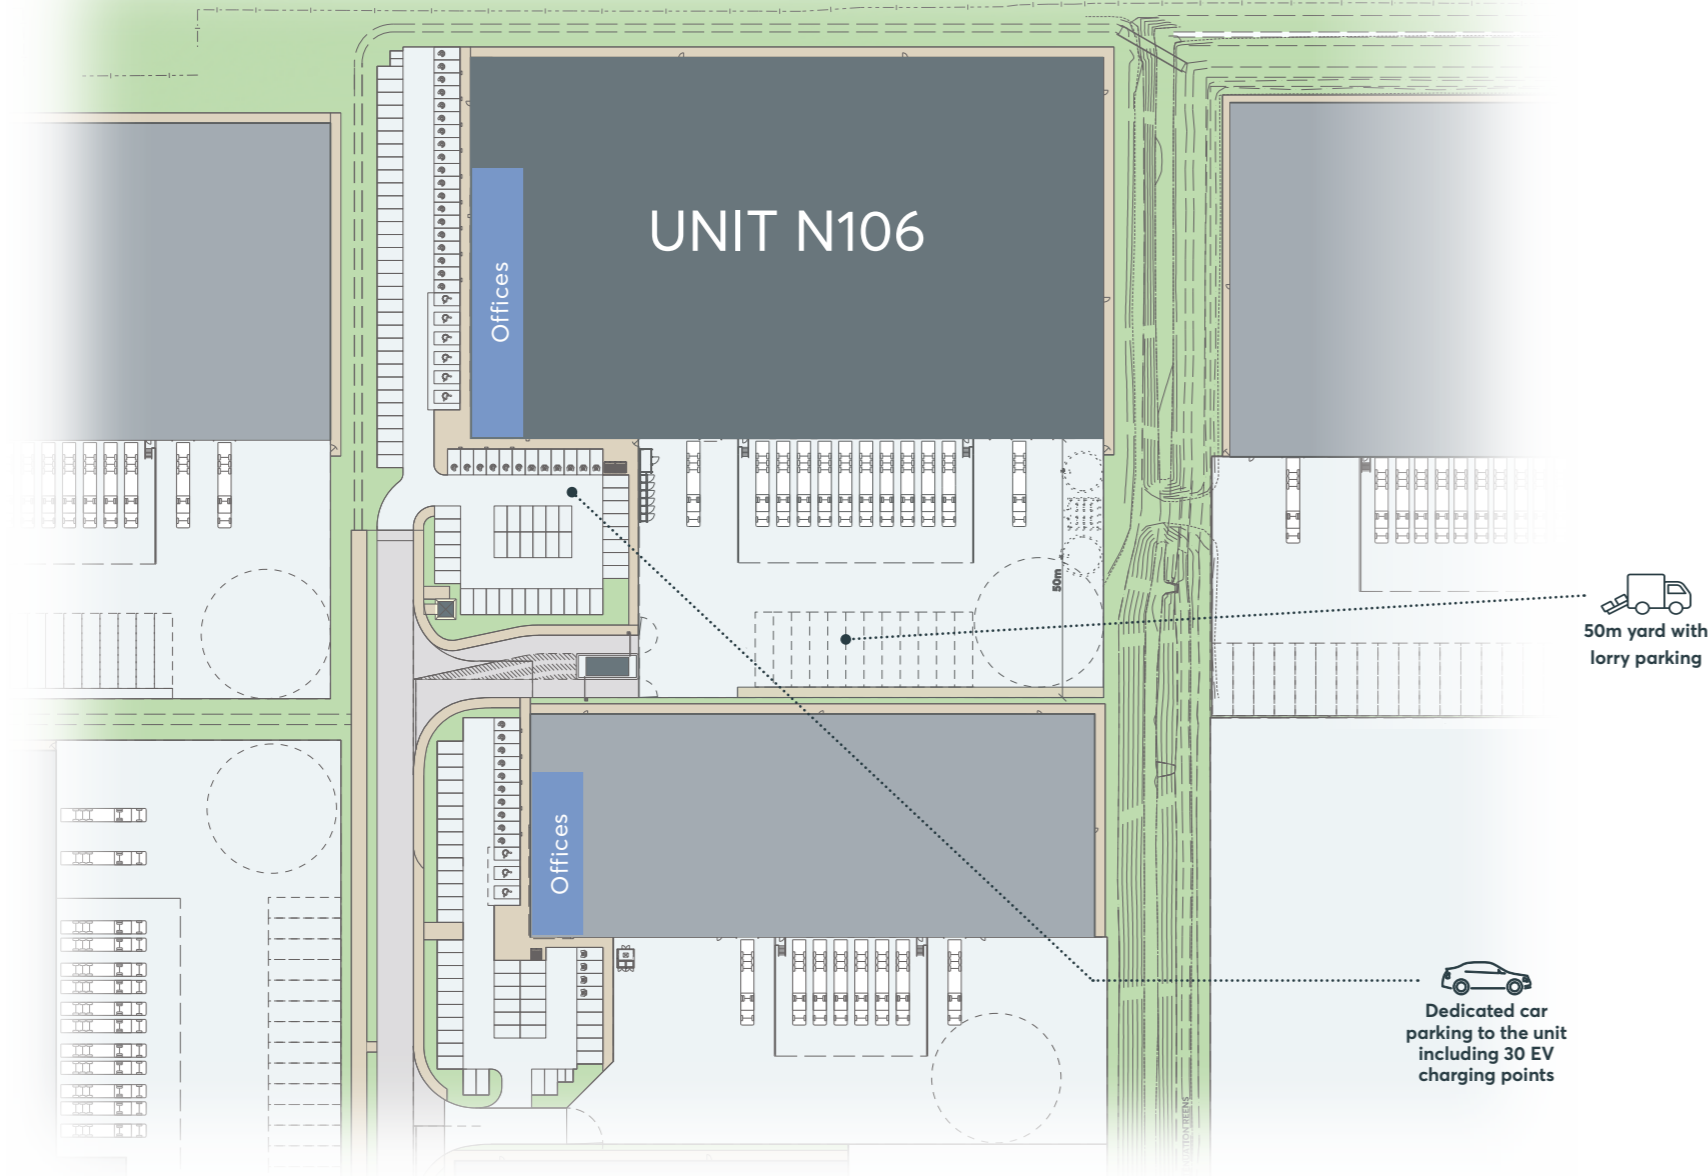 UNIT N106
Offices
50m
50m yard with
lorry parking
Offices
Dedicated car
parking to the unit
including 30 EV
charging points